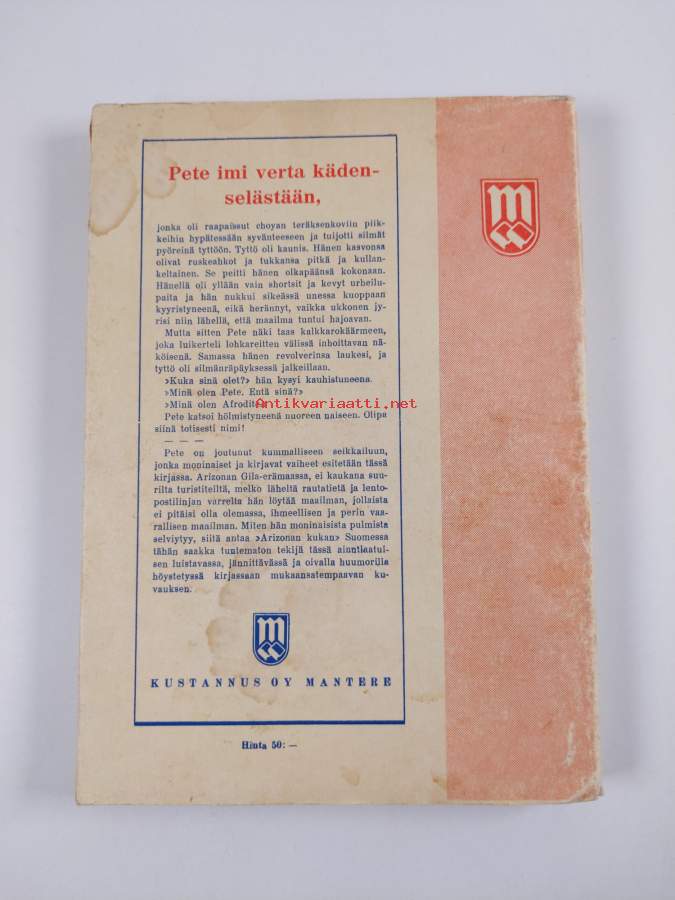 Pete imi verta käden-
selästään,
jonka oli raapaissut choyan teräksenkoviin piik-
keihin hypätessään syvänteeseen ja tuijotti silmät
pyöreinä tyttöön. Tyttö oli kaunis. Hänen kasvonsa
olivat ruskeahkot ja tukkansa pitkä ja kullan-
keltainen. Se peitti hänen olkapäänsä kokonaan.
Hänellä oli yllään vain shortsit ja kevyt urheilu-
paita ja hän nukkui sikeässä unessa kuoppaan
kyyristyneenä, eikä herännyt, vaikka ukkonen jy-
risi niin lähellä, että maailma tuntui hajoavan.
Mutta sitten Pete näki taas kalkkarokäärmeen,
joka luikerteli lohkareitten välissä inhoittavan nä-
köisenä. Samassa hänen revolverinsa laukesi, ja
tyttö oli silmänräpäyksessä jalkeillaan.
»Kuka sinä olet?» hän kysyi kauhistuneena.
»Minä olen Pete. Entä sinä?»
»Minä olen Afrodite.»
Antikvariaatti.net
Pete katsoi hölmistyneenä nuoreen naiseen. Olipa
siinä totisesti nimi!
— — —
Pete on joutunut kummalliseen seikkailuun,
jonka moninaiset ja kirjavat vaiheet esitetään tässä
kirjassa. Arizonan Gila-erämaassa, ei kaukana suu-
rilta turistiteiltä, melko läheltä rautatietä ja lento-
postilinjan varrelta hän löytää maailman, jollaista
ei pitäisi olla olemassa, ihmeellisen ja perin vaa-
rallisen maailman. Miten hän moninaisista pulmista
selviytyy, siitä antaa »Arizonan kukan» Suomessa
tähän saakka tuntematon tekijä tässä ainutlaatui-
sen luistavassa, jännittävässä ja oivalla huumorilla
höystetyssä kirjassaan mukaansatempaavan ku-
vauksen.
KUSTANNUS OY MANTERE
Hinta 50: —